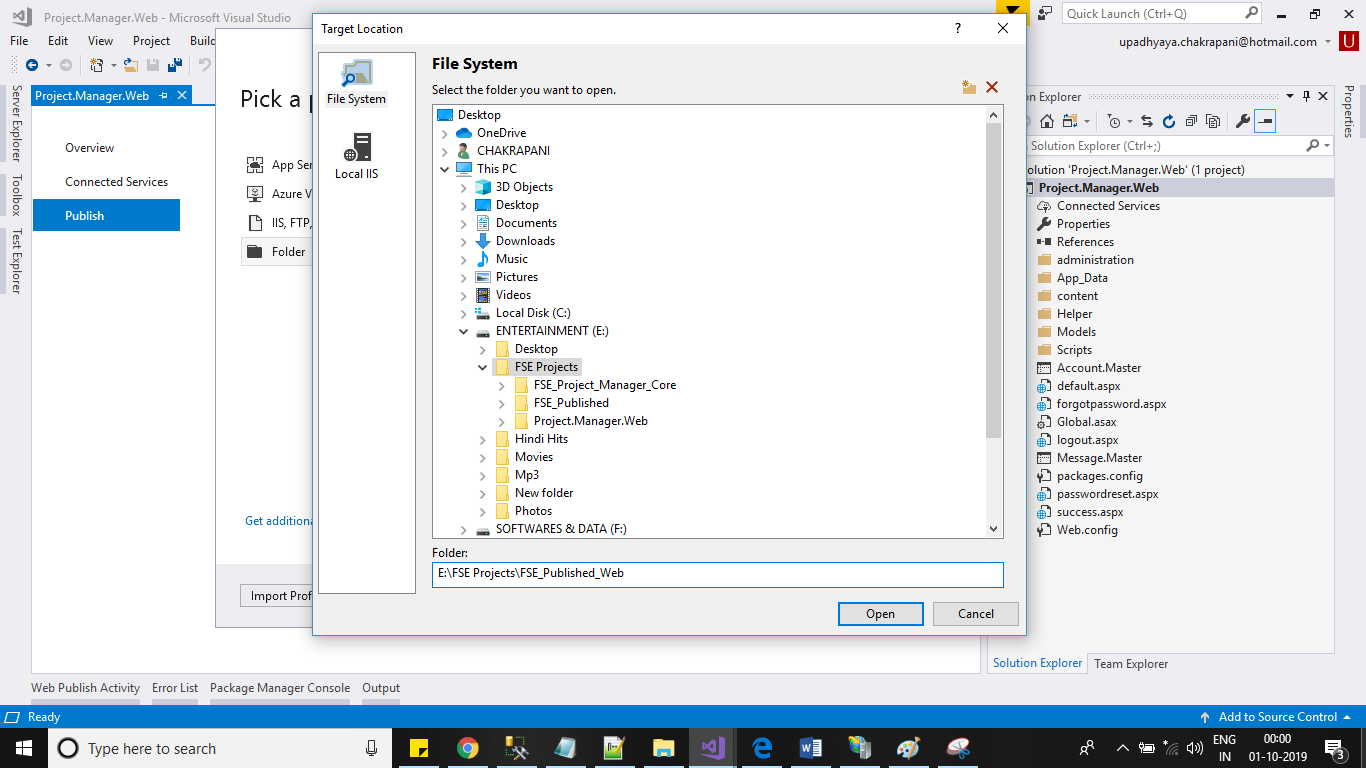 Project.Manager.Web - Microsoft Visual Studio
Quick Launch (Ctrl+Q)
File Edit View Project Build
upadhyaya.chakrapani@hotmail.com U
Server Explorer
Toolbox
Test Explorer
Project.Manager.Web
Overview
Connected Services
Publish
Pick a
App Ser
Azure V
IIS, FTP,
Folder
Get additiona
Import Prof
Target Location
?
File System
Local IIS
File System
Select the folder you want to open.
Desktop
OneDrive
CHAKRAPANI
This PC
3D Objects
Desktop
Documents
Downloads
Music
Pictures
Videos
Local Disk (C:)
ENTERTAINMENT (E:)
Desktop
FSE Projects
FSE_Project_Manager_Core
FSE_Published
Project.Manager.Web
Hindi Hits
Movies
Mp3
New folder
Photos
SOFTWARES & DATA (F:)
Folder:
E:\FSE Projects\FSE_Published_Web
Open Cancel
on Explorer
Solution Explorer (Ctrl+;)
olution 'Project.Manager.Web' (1 project)
Project.Manager.Web
Connected Services
Properties
References
administration
App_Data
content
Helper
Models
Scripts
Account.Master
default.aspx
forgotpassword.aspx
Global.asax
logout.aspx
Message.Master
packages.config
passwordreset.aspx
success.aspx
Web.config
Solution Explorer Team Explorer
Properties
Web Publish Activity Error List Package Manager Console Output
Ready
Add to Source Control
Type here to search
ENG
IN
00:00
01-10-2019
3